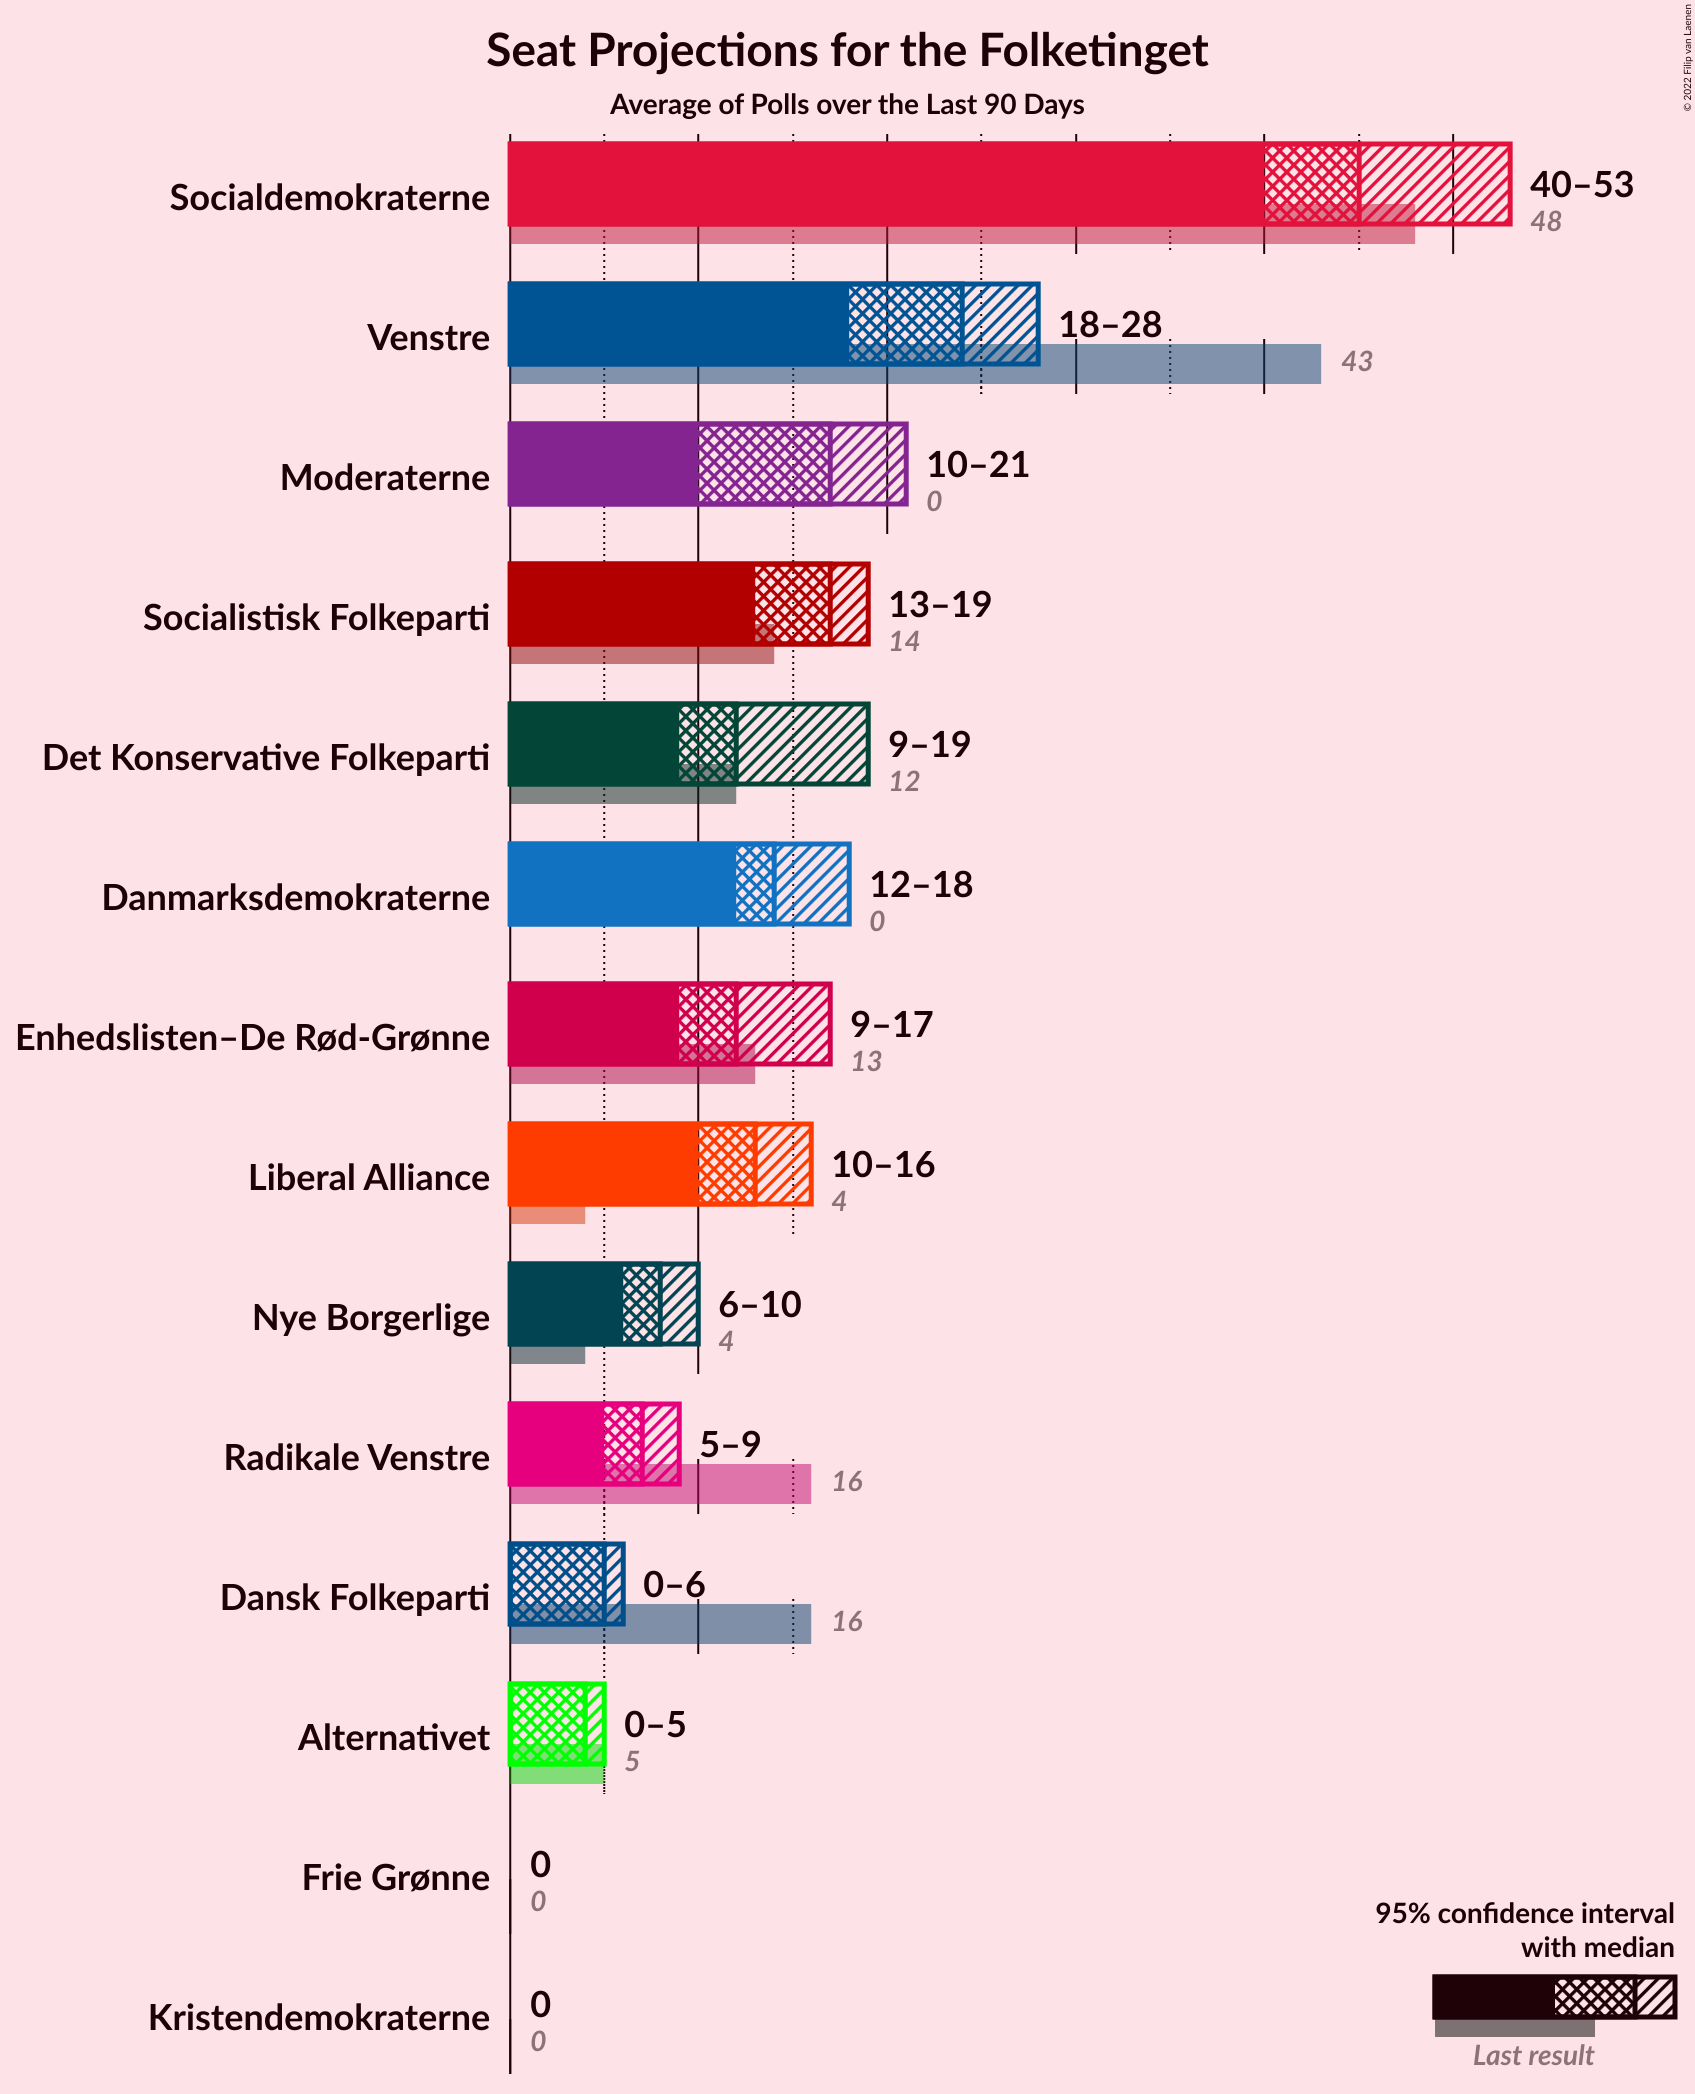 Seat Projections for the Folketinget
Average of Polls over the Last 90 Days
© 2022 Filip van Laenen
Socialdemokraterne
40–53
48
Venstre
18–28
43
Moderaterne
10–21
0
Socialistisk Folkeparti
13–19
14
Det Konservative Folkeparti
9–19
12
Danmarksdemokraterne
12–18
0
Enhedslisten–De Rød-Grønne
9–17
13
Liberal Alliance
10–16
4
Nye Borgerlige
6–10
4
Radikale Venstre
5–9
16
Dansk Folkeparti
0–6
16
Alternativet
0–5
5
Frie Grønne
0
0
Kristendemokraterne
0
0
95% confidence interval
with median
Last result